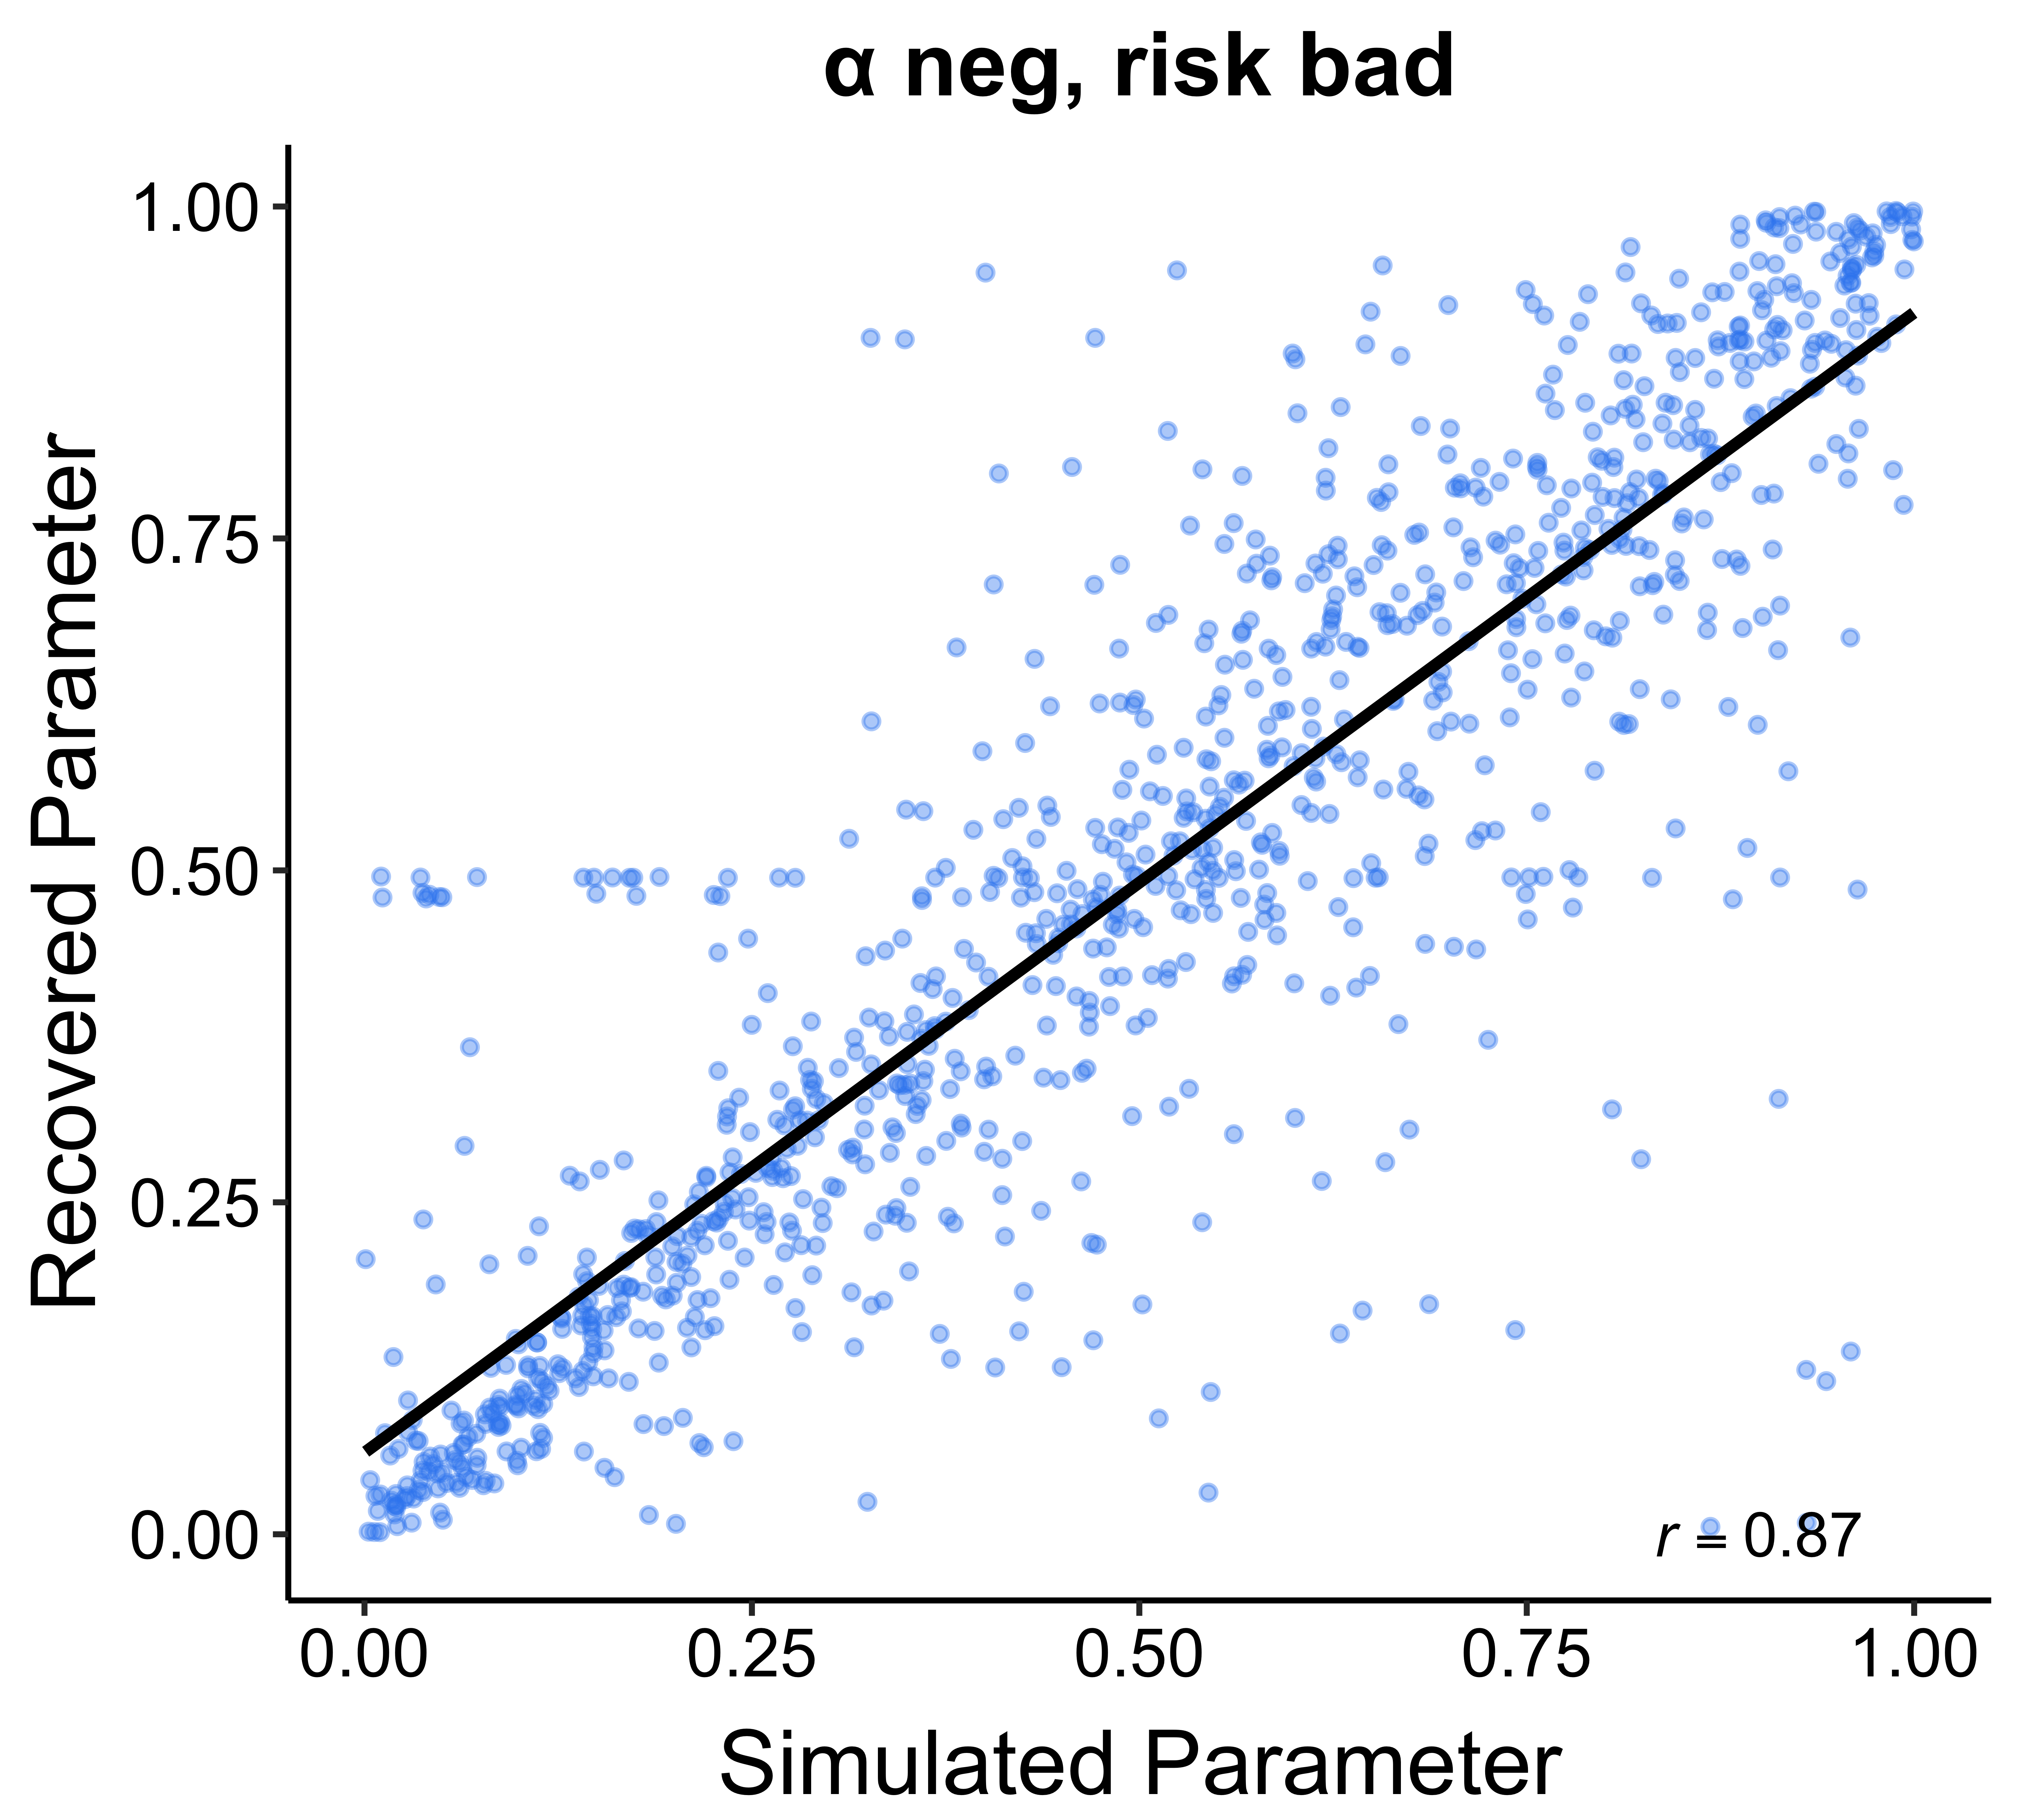 α neg, risk bad
Recovered Parameter
1.00
0.75
0.50
0.25
0.00
r = 0.87
0.00 0.25 0.50 0.75 1.00
Simulated Parameter